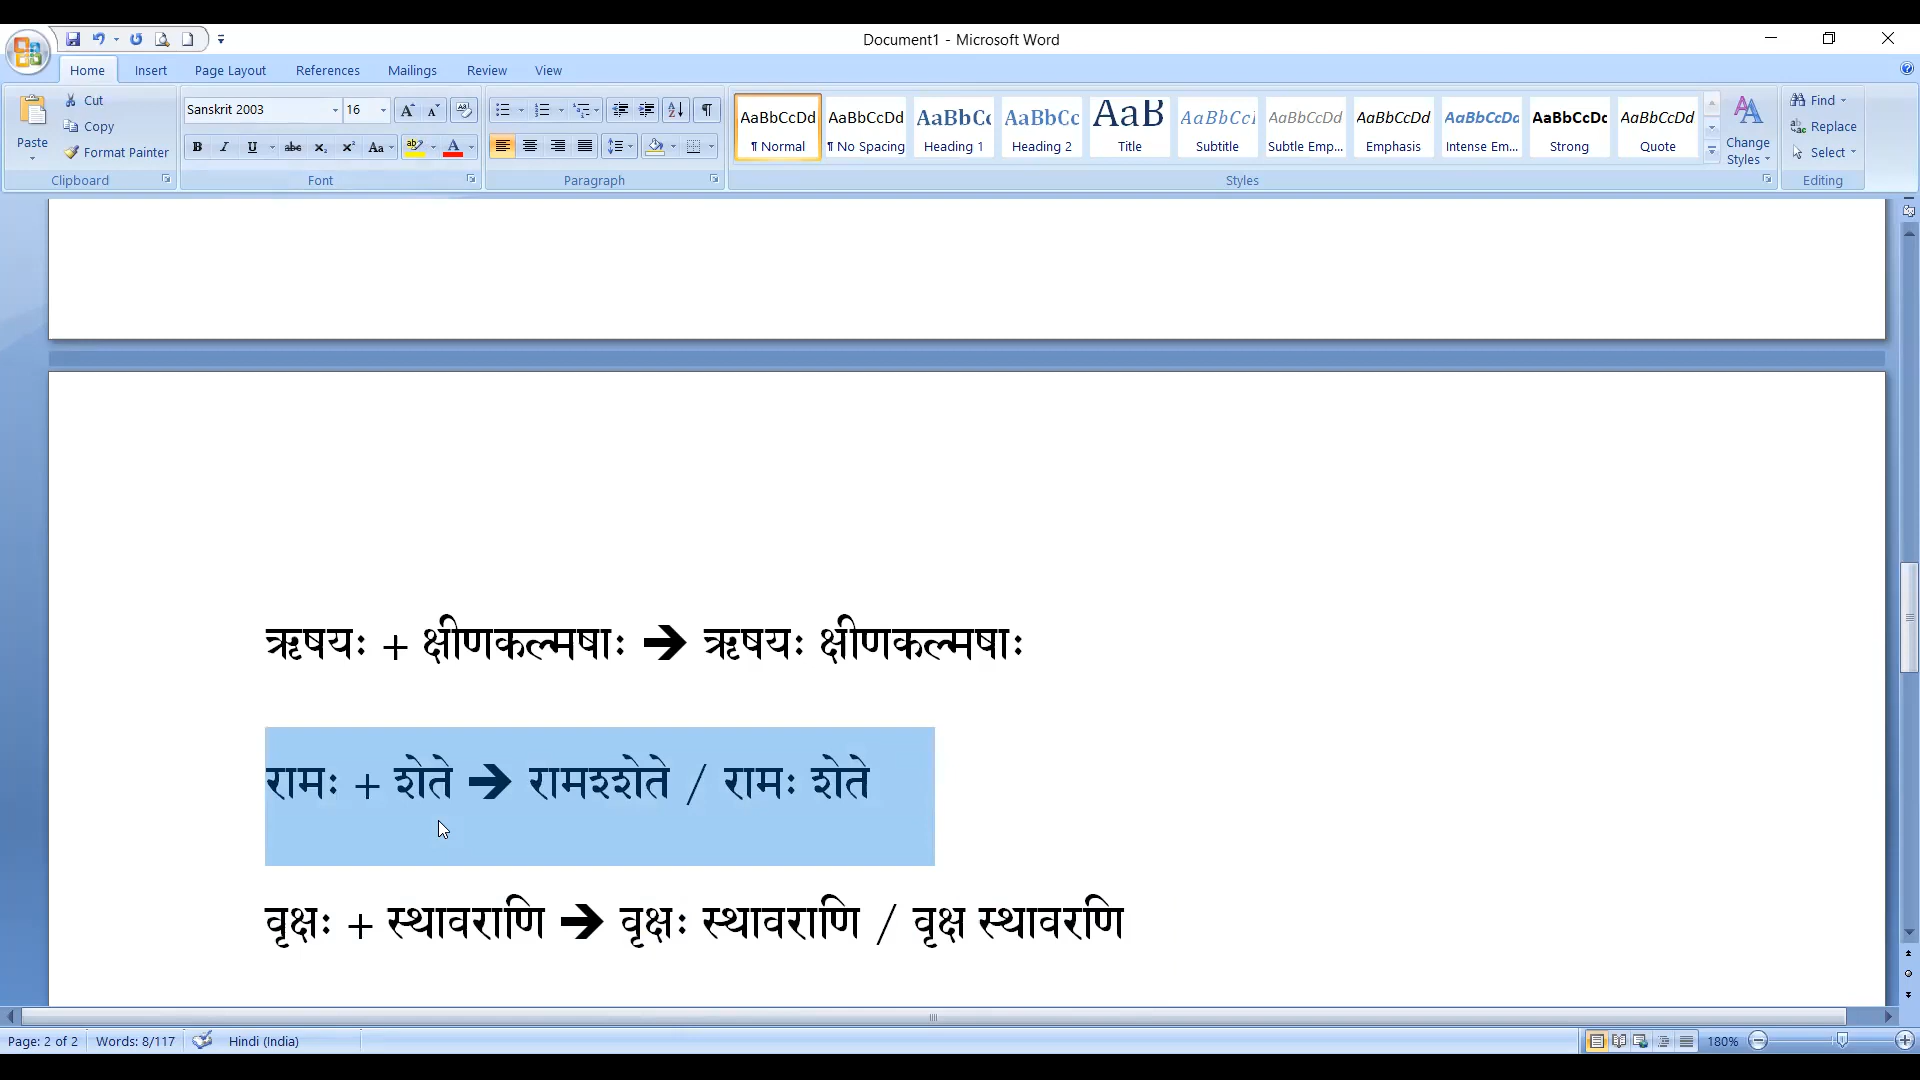 Document1 - Microsoft Word
Home Insert Page Layout References Mailings Review View
Paste
Cut
Copy
Format Painter
Clipboard
Sanskrit 2003 16
Font
Paragraph
AaBbCcDd AaBbCcDd AaBbCc AaBbCc AaB AaBbCcI AaBbCcDd AaBbCcDd AaBbCcDd AaBbCcDc AaBbCcDd
¶ Normal ¶ No Spacing Heading 1 Heading 2 Title Subtitle Subtle Emp... Emphasis Intense Em... Strong Quote
Change Styles
Styles
Find
Replace
Select
Editing
ऋषयः + क्षीणकल्मषाः ➔ ऋषयः क्षीणकल्मषाः
रामः + शेते ➔ रामश्शेते / रामः शेते
वृक्षः + स्थावराणि ➔ वृक्षः स्थावराणि / वृक्ष स्थावरणि
Page: 2 of 2 Words: 8/117 Hindi (India) 180%